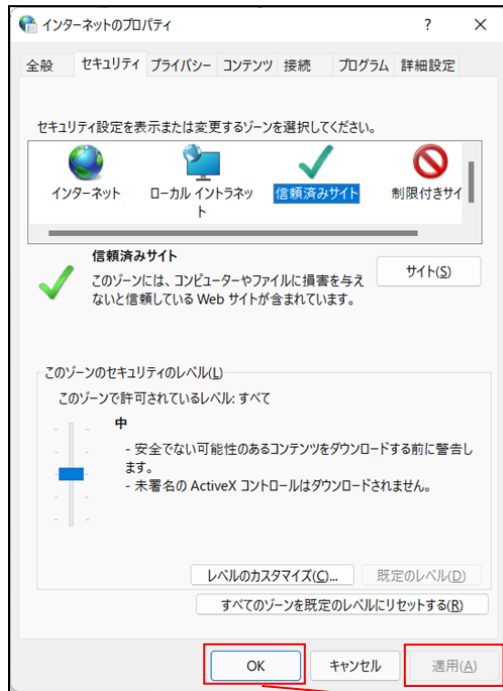 インターネットのプロパティ
?
×
全般 セキュリティ プライバシー コンテンツ 接続 プログラム 詳細設定
セキュリティ設定を表示または変更するゾーンを選択してください。
インターネット
ローカル イントラネッ
ト
信頼済みサイト
制限付きサイ
信頼済みサイト
このゾーンには、コンピューターやファイルに損害を与え
ないと信頼している Web サイトが含まれています。
サイト(S)
このゾーンのセキュリティのレベル(L)
このゾーンで許可されているレベル: すべて
中
- 安全でない可能性のあるコンテンツをダウンロードする前に警告し
ます。
- 未署名の ActiveX コントロールはダウンロードされません。
レベルのカスタマイズ(C)... 既定のレベル(D)
すべてのゾーンを既定のレベルにリセットする(R)
OK キャンセル 適用(A)